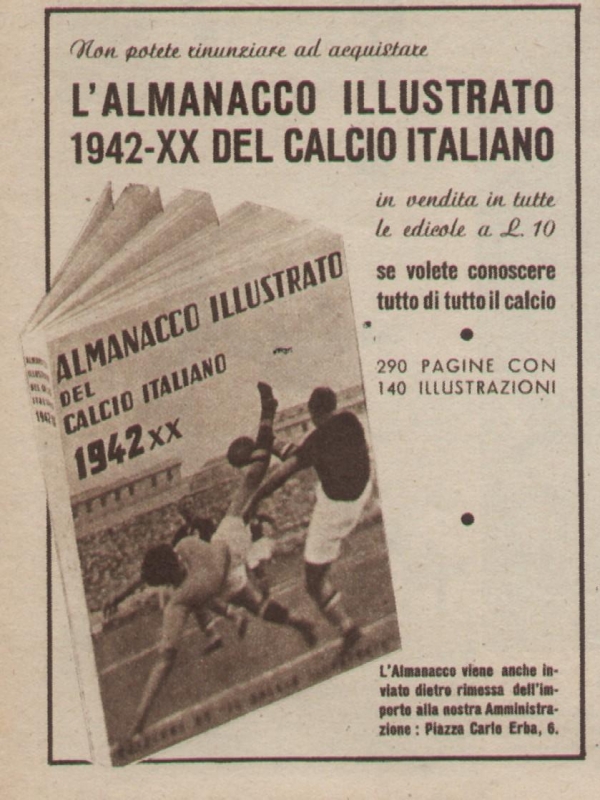 Non potete rinunziare ad acquistare
L'ALMANACCO ILLUSTRATO
1942-XX DEL CALCIO ITALIANO
in vendita in tutte
le edicole a L. 10
se volete conoscere
tutto di tutto il calcio
290 PAGINE CON
140 ILLUSTRAZIONI
ALMANACCO ILLUSTRATO
DEL
CALCIO ITALIANO
1942 XX
L'Almanacco viene anche in-
viato dietro rimessa dell'im-
porto alla nostra Amministra-
zione : Piazza Carlo Erba, 6.